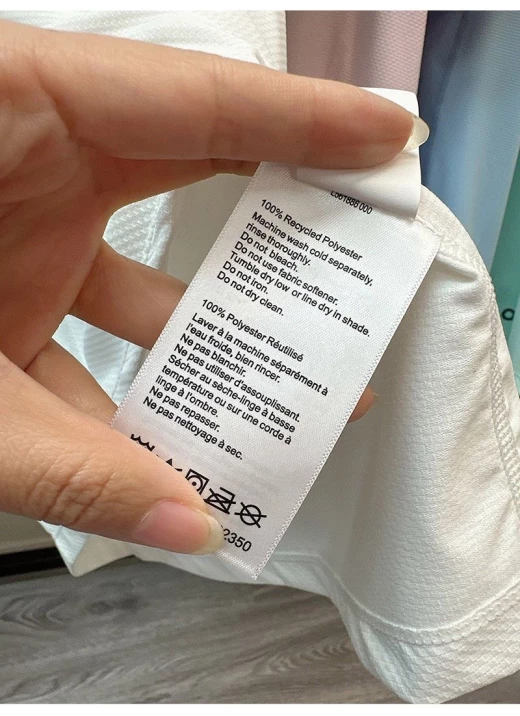 100% Recycled Polyester
Machine wash cold separately.
rinse thoroughly.
Do not bleach.
Do not use fabric softener.
Tumble dry low or line dry in shade.
Do not iron.
Do not dry clean.
100% Polyester Réutilisé
Laver à la machine séparément à
l'eau froide, bien rincer.
Ne pas blanchir.
Ne pas utiliser d'assouplissant.
Sécher au sèche-linge à basse
température ou sur une corde à
linge à l'ombre.
Ne pas repasser.
Ne pas nettoyage à sec.
2350